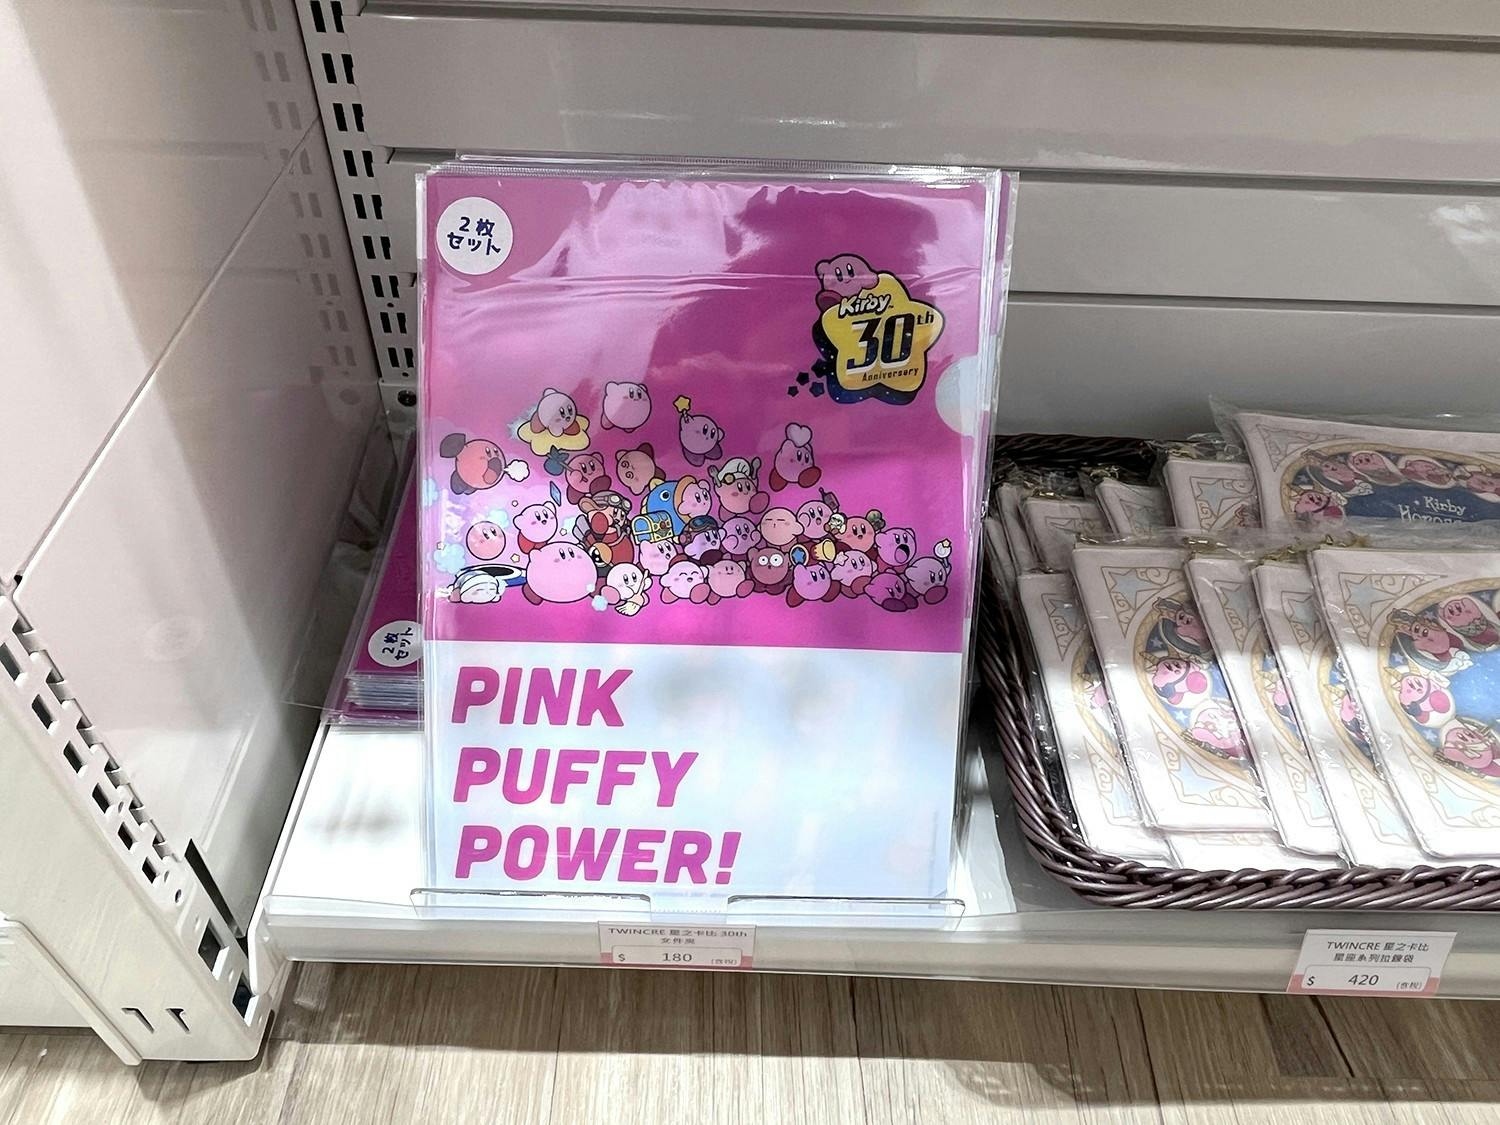 2枚
セット
Kirby
30th
Anniversary
PINK
PUFFY
POWER!
2枚
セット
Kirby
TWINCRE 星之卡比 30th
文件夾
$ 180 (含稅)
TWINCRE 星之卡比
星座系列拉鍊袋
$ 420 (含稅)